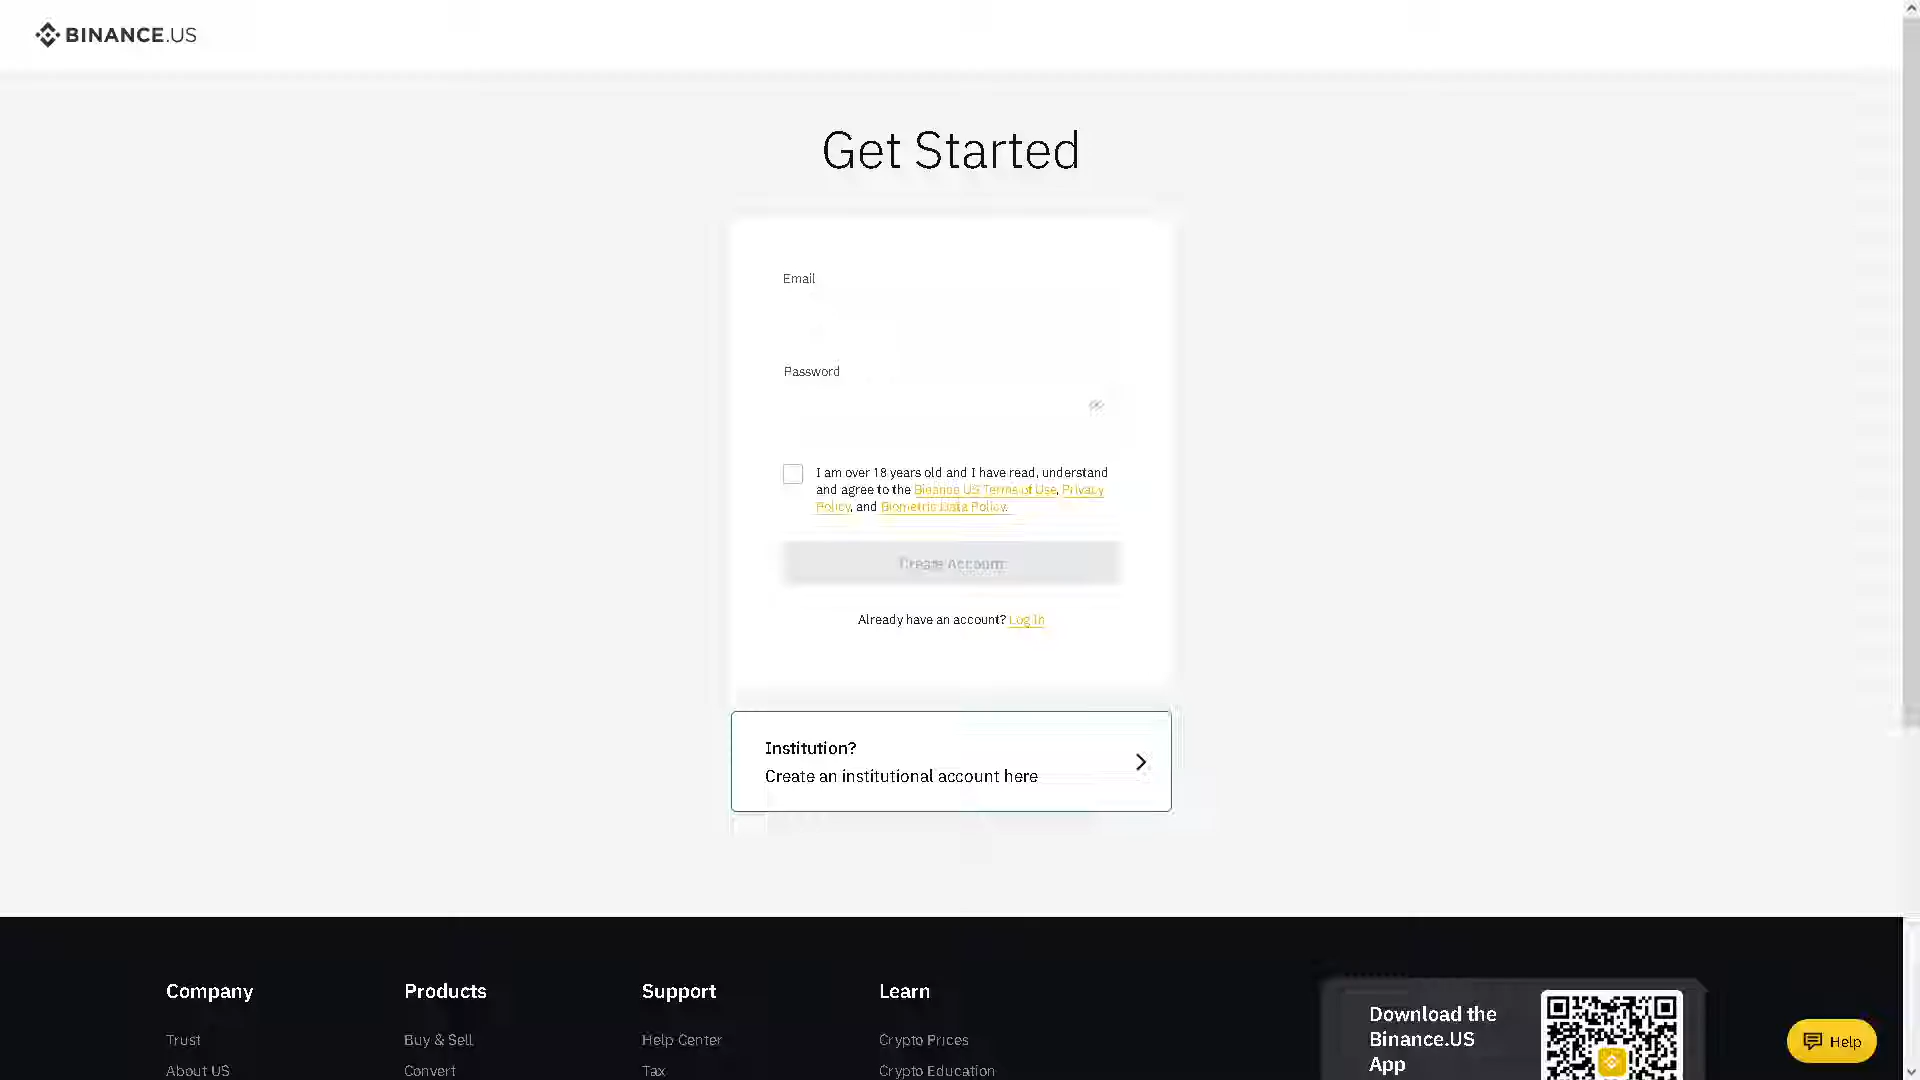 BINANCE.US
Get Started
Email
Password
I am over 18 years old and I have read, understand
and agree to the Binance US Terms of Use, Privacy
Policy, and Biometric Data Policy.
Create Account
Already have an account? Log In
Institution?
Create an institutional account here
Company
Products
Support
Learn
Trust
Buy & Sell
Help Center
Crypto Prices
About US
Convert
Tax
Crypto Education
Download the
Binance.US
App
Help